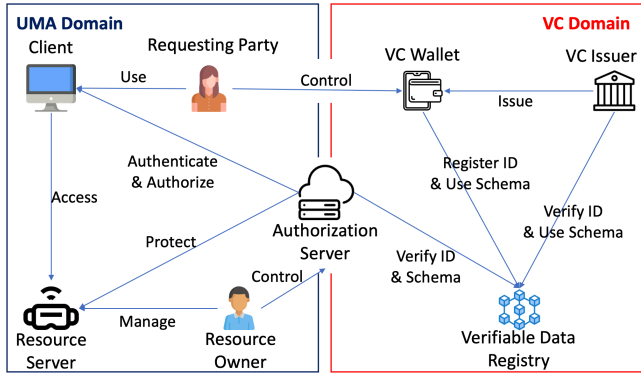 UMA Domain
VC Domain
Client
Requesting Party
VC Wallet
VC Issuer
Use
Control
Issue
Authenticate
& Authorize
Register ID
& Use Schema
Access
Verify ID
& Use Schema
Protect
Authorization
Server
Verify ID
& Schema
Control
Manage
Resource
Server
Resource
Owner
Verifiable Data
Registry